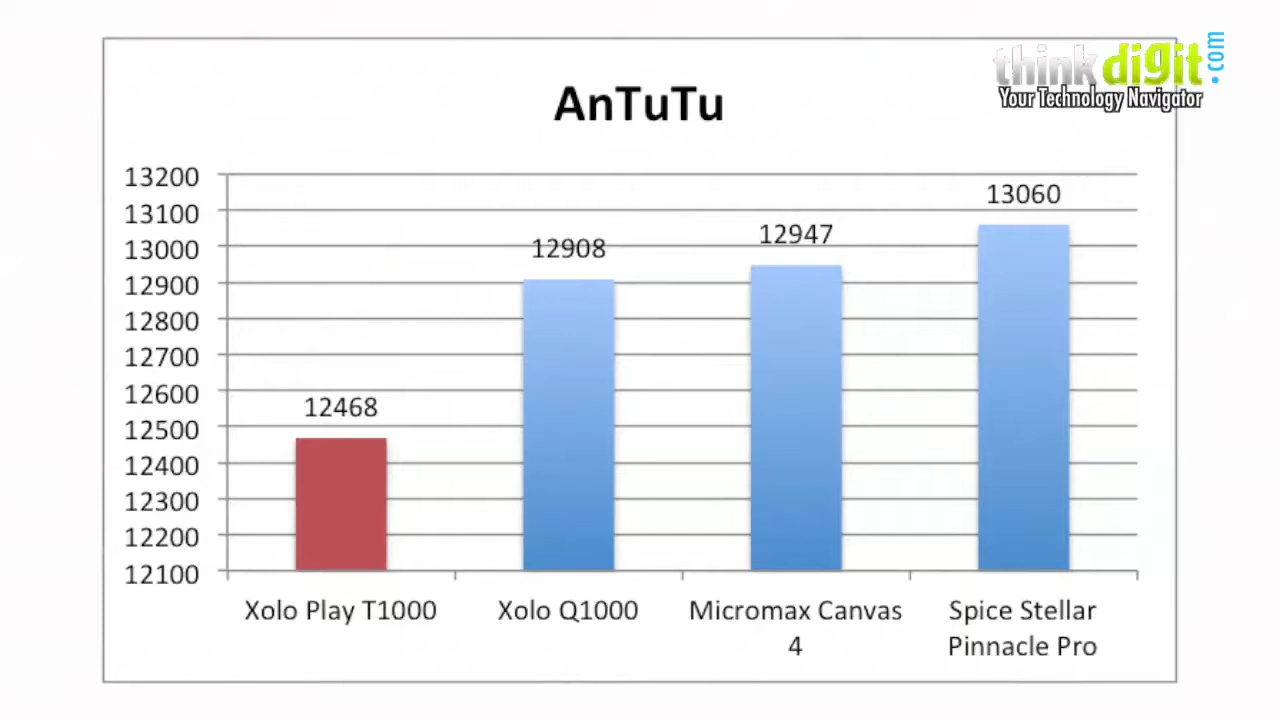 thinkdigit.com
Your Technology Navigator
AnTuTu
13200
13100
13000
12900
12800
12700
12600
12500
12400
12300
12200
12100
12468
12908
12947
13060
Xolo Play T1000
Xolo Q1000
Micromax Canvas
4
Spice Stellar
Pinnacle Pro